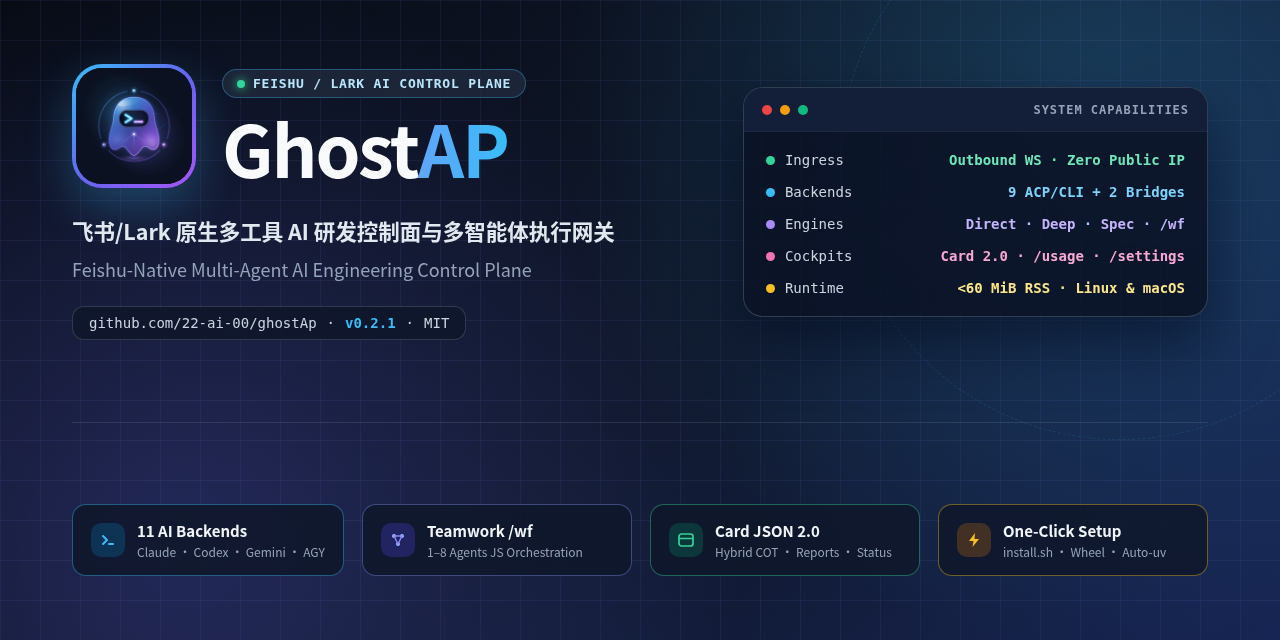 FEISHU / LARK AI CONTROL PLANE
GhostAP
飞书/Lark 原生多工具 AI 研发控制面与多智能体执行网关
Feishu-Native Multi-Agent AI Engineering Control Plane
github.com/22-ai-00/ghostAp · v0.2.1 · MIT
SYSTEM CAPABILITIES
Ingress Outbound WS · Zero Public IP
Backends 9 ACP/CLI + 2 Bridges
Engines Direct · Deep · Spec · /wf
Cockpits Card 2.0 · /usage · /settings
Runtime <60 MiB RSS · Linux & macOS
11 AI Backends
Claude • Codex • Gemini • AGY
Teamwork /wf
1–8 Agents JS Orchestration
Card JSON 2.0
Hybrid COT • Reports • Status
One-Click Setup
install.sh • Wheel • Auto-uv